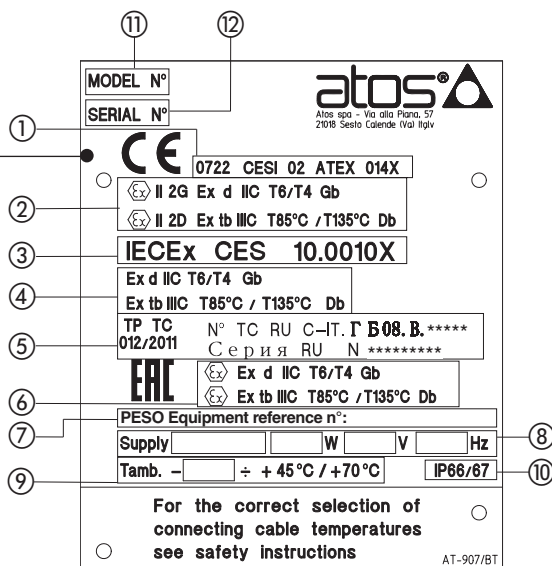 ⑪ ⑫
MODEL N°
SERIAL N°
atos®
Atos spa - Via alla Piana, 57
21018 Sesto Calende (Va) Italy
① CE 0722 CESI 02 ATEX 014X
② Ex II 2G Ex d IIC T6/T4 Gb
Ex II 2D Ex tb IIIC T85°C /T135°C Db
③ IECEx CES 10.0010X
④ Ex d IIC T6/T4 Gb
Ex tb IIIC T85°C / T135°C Db
⑤ TP TC 012/2011
N° TC RU C-IT. Г Б08. В. *****
Серия RU N *********
EAC
⑥ Ex Ex d IIC T6/T4 Gb
Ex Ex tb IIIC T85°C /T135°C Db
⑦ PESO Equipment reference n°:
Supply W V Hz ⑧
⑨ Tamb. - ÷ + 45°C / +70°C IP66/67 ⑩
For the correct selection of
connecting cable temperatures
see safety instructions
AT-907/BT